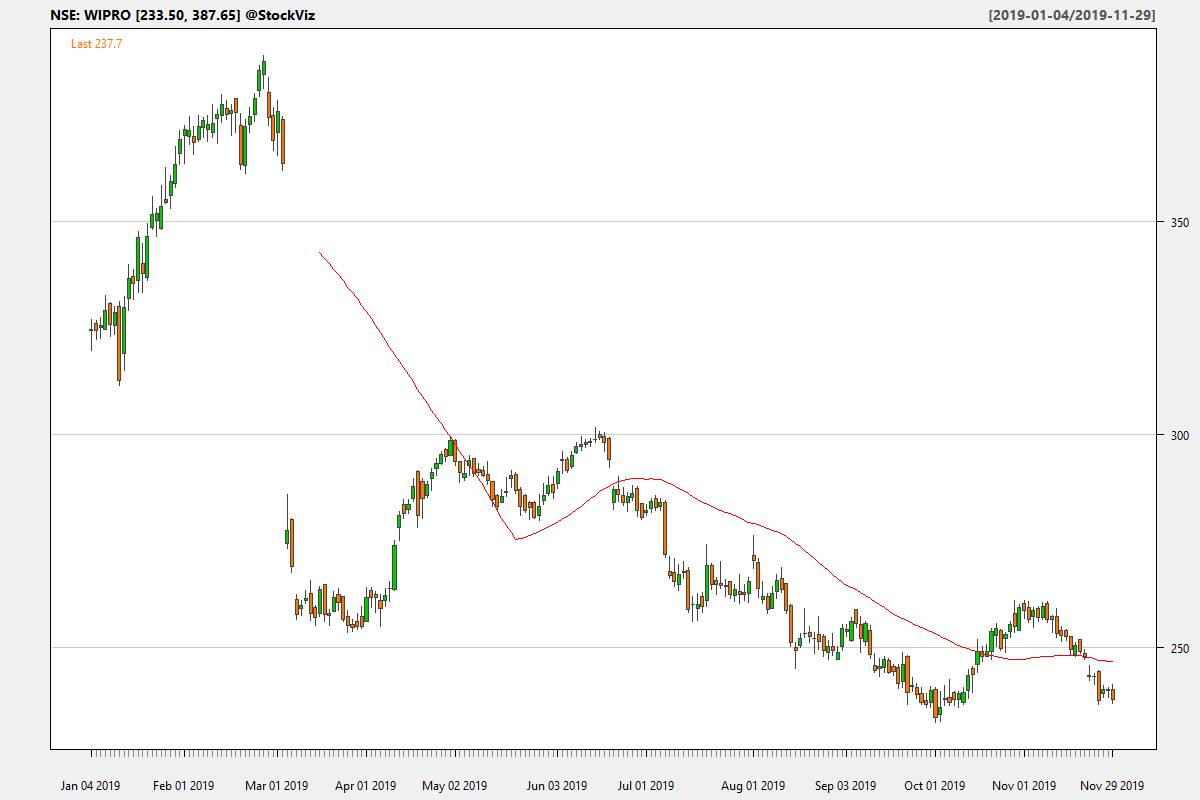 NSE: WIPRO [233.50, 387.65] @StockViz [2019-01-04/2019-11-29]
Last 237.7
350
300
250
Jan 04 2019 Feb 01 2019 Mar 01 2019 Apr 01 2019 May 02 2019 Jun 03 2019 Jul 01 2019 Aug 01 2019 Sep 03 2019 Oct 01 2019 Nov 01 2019 Nov 29 2019